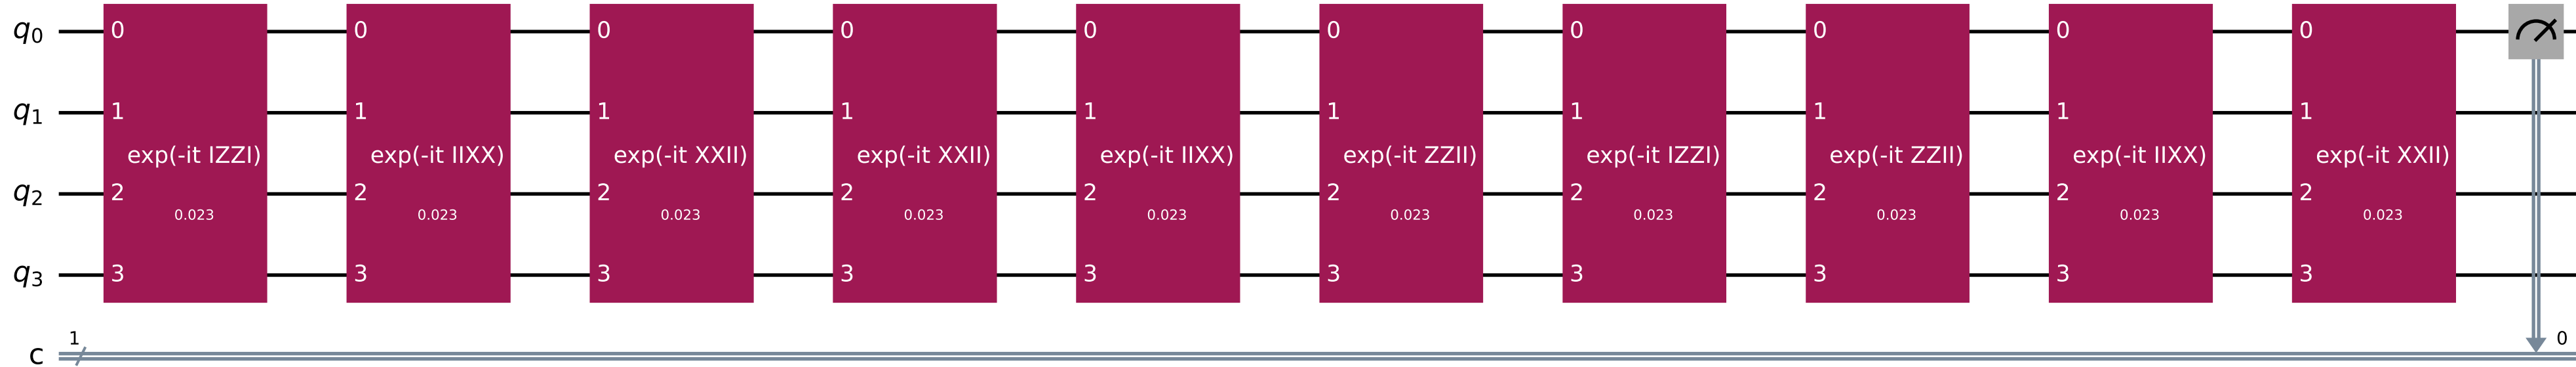 q0 0 0 0 0 0 0 0 0 0 0
q1 1 1 1 1 1 1 1 1 1 1
exp(-it IZZI) exp(-it IIXX) exp(-it XXII) exp(-it XXII) exp(-it IIXX) exp(-it ZZII) exp(-it IZZI) exp(-it ZZII) exp(-it IIXX) exp(-it XXII)
q2 2 2 2 2 2 2 2 2 2 2
0.023 0.023 0.023 0.023 0.023 0.023 0.023 0.023 0.023 0.023
q3 3 3 3 3 3 3 3 3 3 3
1 0
c